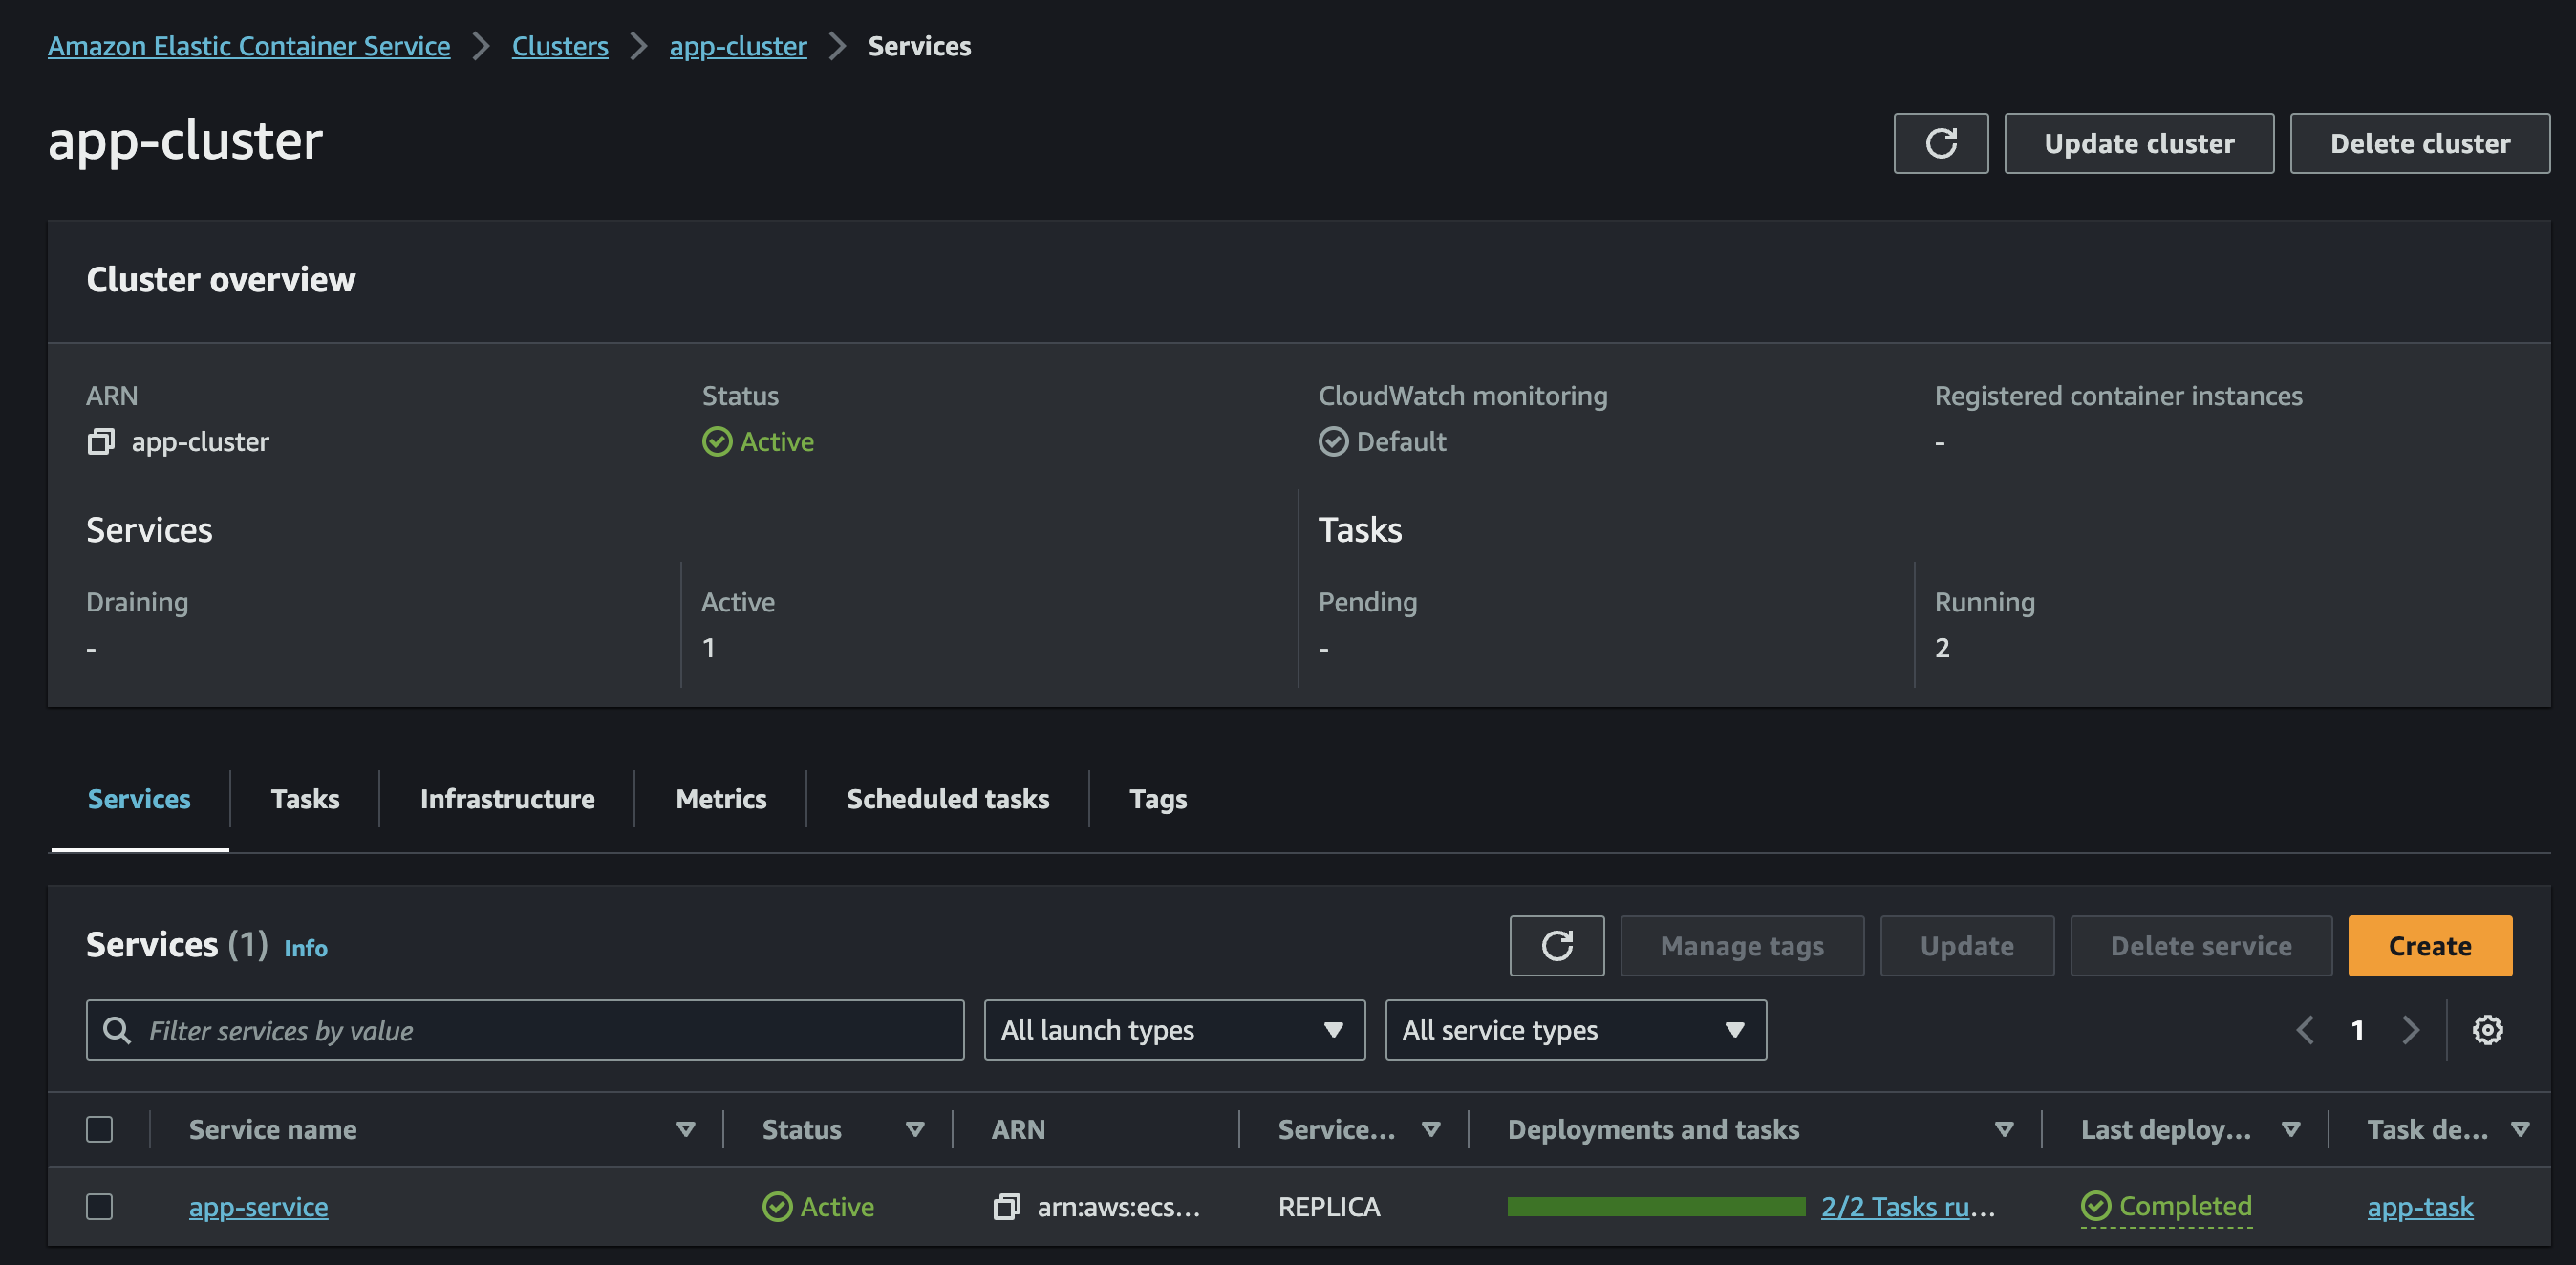 Amazon Elastic Container Service > Clusters > app-cluster > Services
app-cluster
Update cluster Delete cluster
Cluster overview
ARN Status CloudWatch monitoring Registered container instances
app-cluster Active Default -
Services Tasks
Draining Active Pending Running
- 1 - 2
Services Tasks Infrastructure Metrics Scheduled tasks Tags
Services (1) Info Manage tags Update Delete service Create
Filter services by value All launch types All service types 1
Service name Status ARN Service... Deployments and tasks Last deploy... Task de...
app-service Active arn:aws:ecs... REPLICA 2/2 Tasks ru... Completed app-task